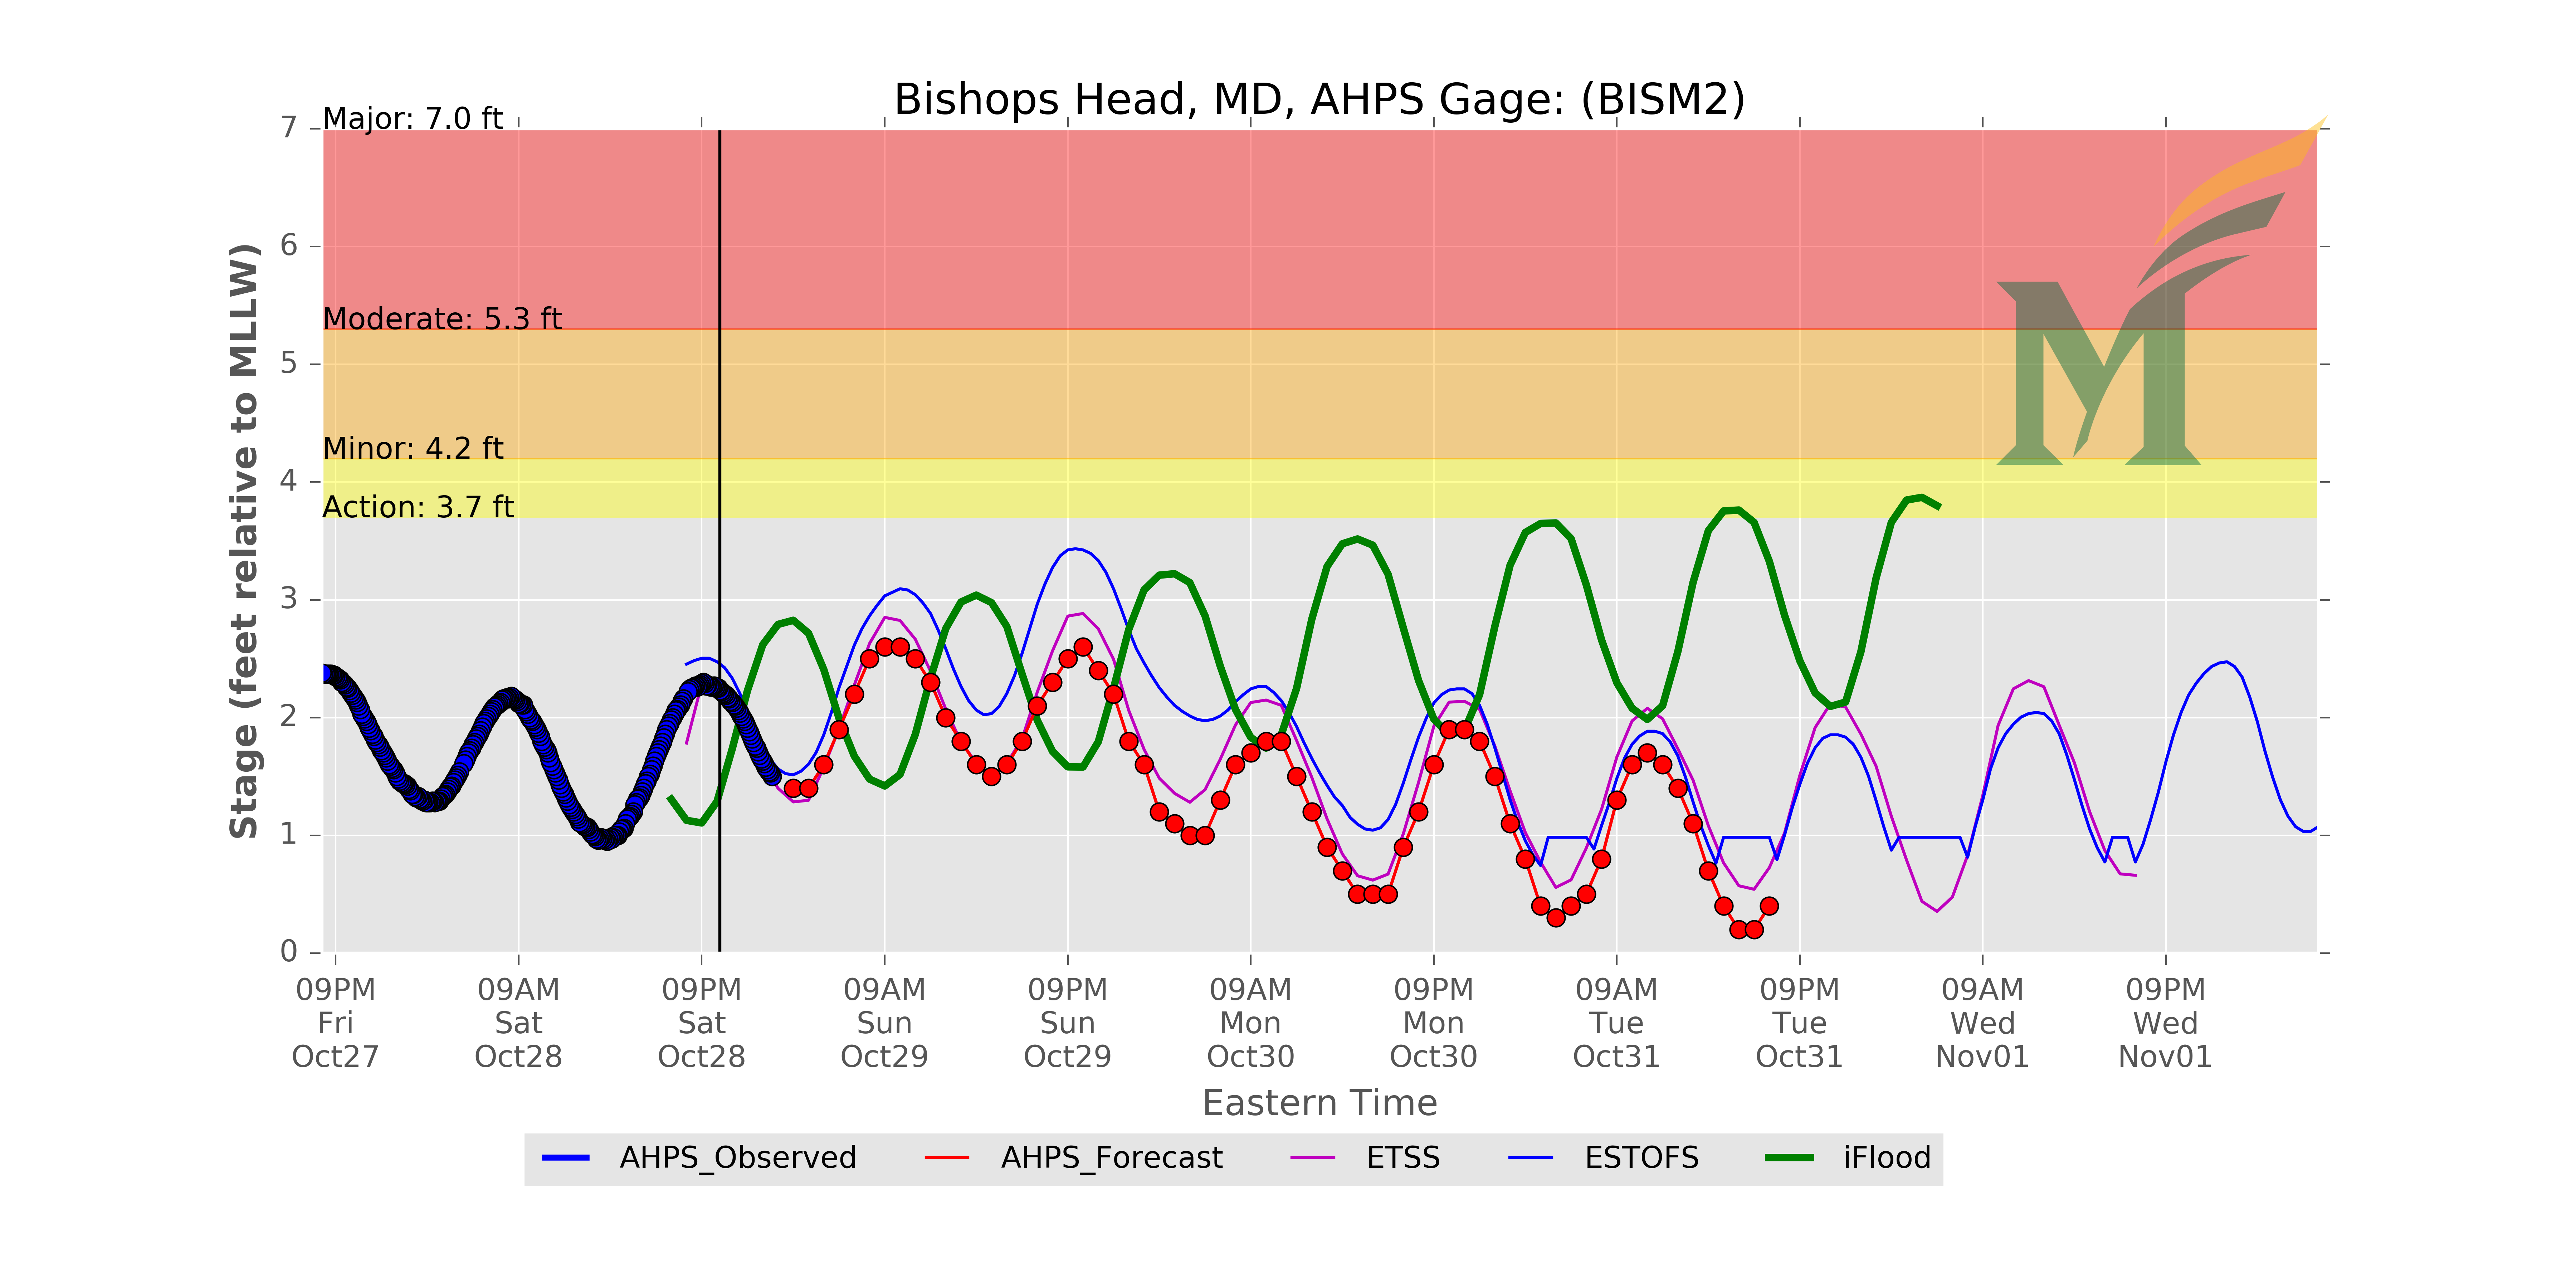 Bishops Head, MD, AHPS Gage: (BISM2)
Major: 7.0 ft
Moderate: 5.3 ft
Minor: 4.2 ft
Action: 3.7 ft
Stage (feet relative to MLLW)
7
6
5
4
3
2
1
0
09PM 09AM 09PM 09AM 09PM 09AM 09PM 09AM 09PM 09AM 09PM
Fri Sat Sat Sun Sun Mon Mon Tue Tue Wed Wed
Oct27 Oct28 Oct28 Oct29 Oct29 Oct30 Oct30 Oct31 Oct31 Nov01 Nov01
Eastern Time
AHPS_Observed AHPS_Forecast ETSS ESTOFS iFlood